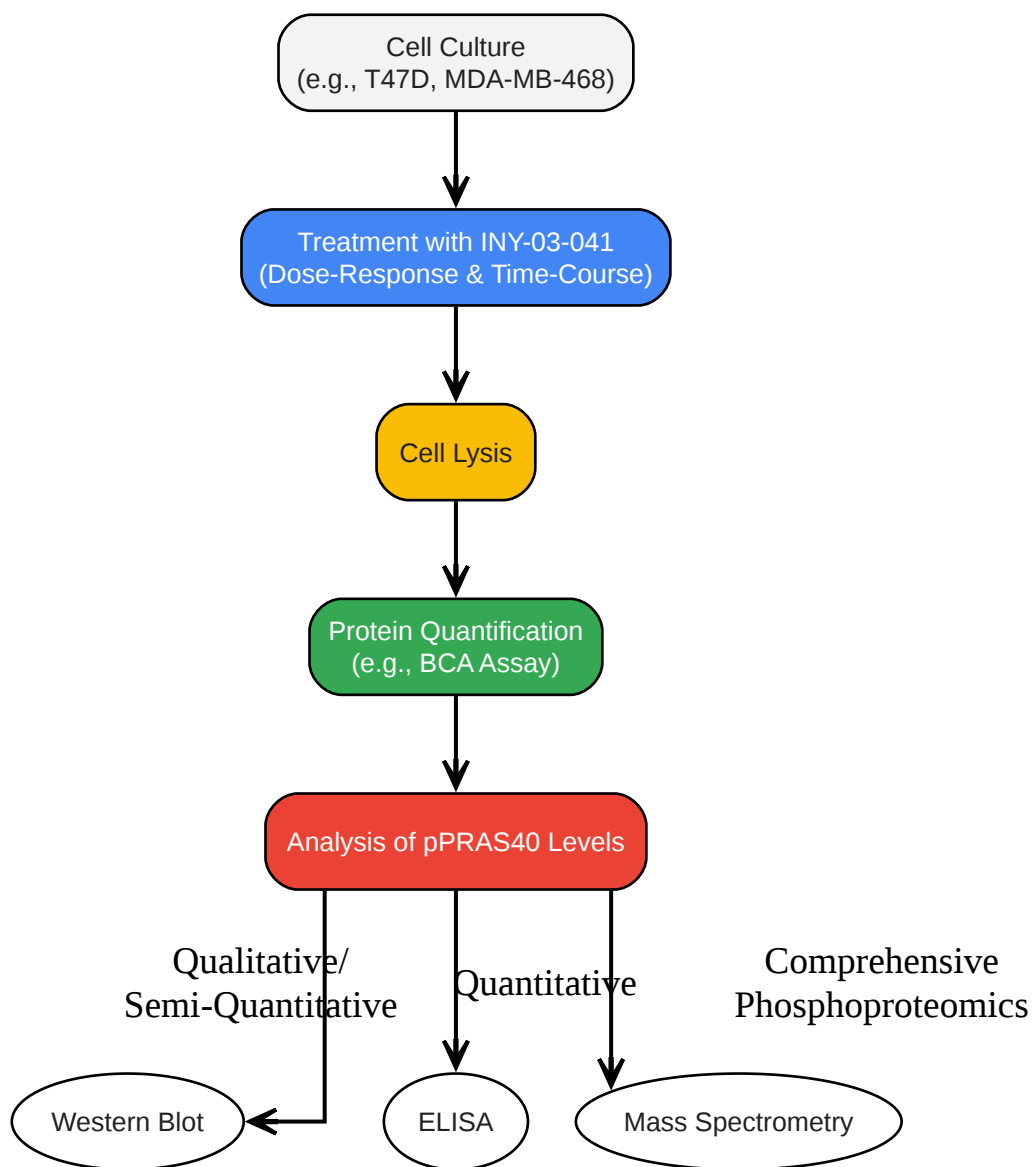 Cell Culture
(e.g., T47D, MDA-MB-468)
Treatment with INY-03-041
(Dose-Response & Time-Course)
Cell Lysis
Protein Quantification
(e.g., BCA Assay)
Analysis of pPRAS40 Levels
Qualitative/
Semi-Quantitative
Quantitative
Comprehensive
Phosphoproteomics
Western Blot
ELISA
Mass Spectrometry